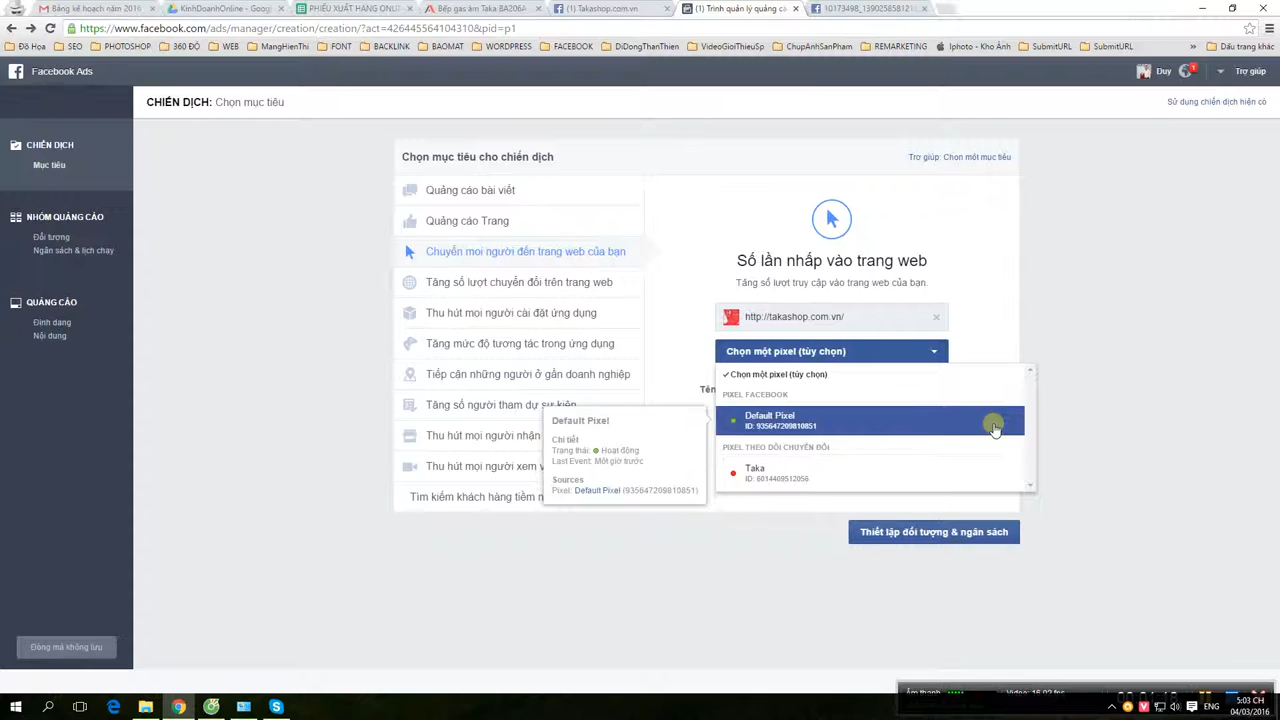 Bảng kê hoạch năm 2016
KinhDoanhOnline - Goog
PHIẾU XUẤT HÀNG ONLI
Bếp gas âm Taka BA206A
(1) Takashop.com.vn
(1) Trình quản lý quảng cá
10173498_1390258581218
https://www.facebook.com/ads/manager/creation/creation/?act=426445564104310&pid=p1
Đồ Họa
SEO
PHOTOSHOP
360 ĐỘ
WEB
MangHienThi
FONT
BACKLINK
BAOMAT
WORDPRESS
FACEBOOK
DiDongThanThien
VideoGioiThieuSp
ChupAnhSanPham
REMARKETING
Iphoto - Kho Ảnh
SubmitURL
SubmitURL
»
Dấu trang khác
Facebook Ads
Duy
1
Trợ giúp
CHIẾN DỊCH: Chọn mục tiêu
Sử dụng chiến dịch hiện có
CHIẾN DỊCH
Mục tiêu
NHÓM QUẢNG CÁO
Đối tượng
Ngân sách & lịch chạy
QUẢNG CÁO
Định dạng
Nội dung
Đóng mà không lưu
Chọn mục tiêu cho chiến dịch
Trợ giúp: Chọn một mục tiêu
Quảng cáo bài viết
Quảng cáo Trang
Chuyển mọi người đến trang web của bạn
Tăng số lượt chuyển đổi trên trang web
Thu hút mọi người cài đặt ứng dụng
Tăng mức độ tương tác trong ứng dụng
Tiếp cận những người ở gần doanh nghiệp
Tăng số người tham dự sự kiện
Thu hút mọi người nhận
Thu hút mọi người xem v
Tìm kiếm khách hàng tiềm n
Số lần nhấp vào trang web
Tăng số lượt truy cập vào trang web của bạn.
http://takashop.com.vn/
Chọn một pixel (tùy chọn)
Tên
✓ Chọn một pixel (tùy chọn)
PIXEL FACEBOOK
Default Pixel
ID: 935647209810851
PIXEL THEO DÕI CHUYỂN ĐỔI
Taka
ID: 6014409512056
Default Pixel
Chi tiết
Trạng thái: Hoạt động
Last Event: Một giờ trước
Sources
Pixel: Default Pixel (935647209810851)
Thiết lập đối tượng & ngân sách
Âm thanh
ENG
5:03 CH
04/03/2016